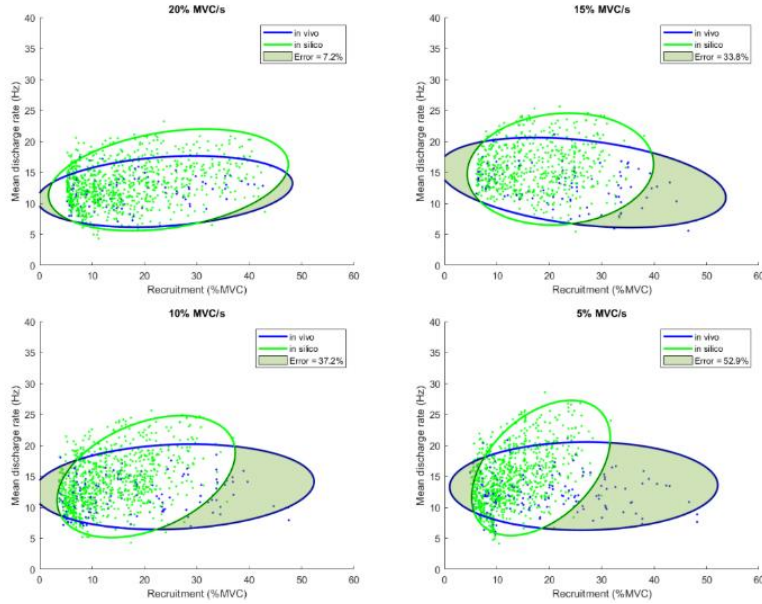 20% MVC/s
40
35
30
25
20
15
10
5
0
Mean discharge rate (Hz)
in vivo
in silico
Error = 7.2%
0 10 20 30 40 50 60
Recruitment (%MVC)
15% MVC/s
40
35
30
25
20
15
10
5
0
Mean discharge rate (Hz)
in vivo
in silico
Error = 33.8%
0 10 20 30 40 50 60
Recruitment (%MVC)
10% MVC/s
40
35
30
25
20
15
10
5
0
Mean discharge rate (Hz)
in vivo
in silico
Error = 37.2%
0 10 20 30 40 50 60
Recruitment (%MVC)
5% MVC/s
40
35
30
25
20
15
10
5
0
Mean discharge rate (Hz)
in vivo
in silico
Error = 52.9%
0 10 20 30 40 50 60
Recruitment (%MVC)